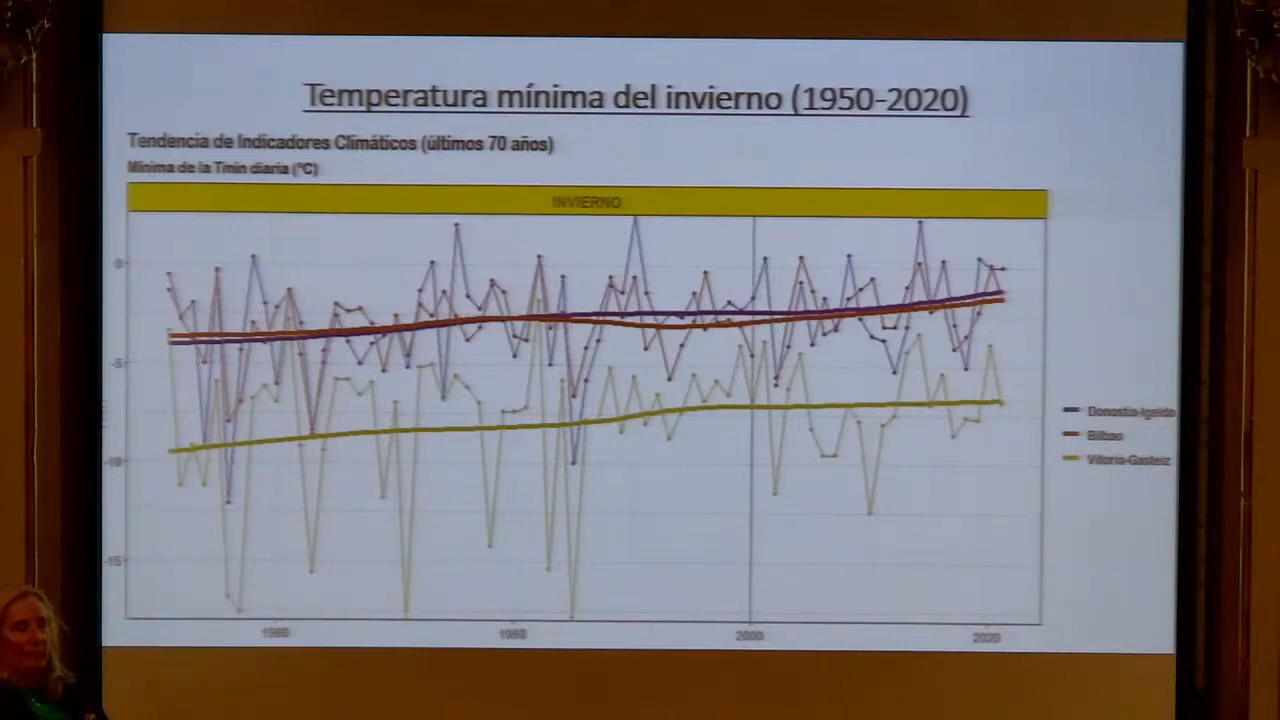 Temperatura mínima del invierno (1950-2020)
Tendencia de Indicadores Climáticos (últimos 70 años)
Mínima de la Tmin diaria (°C)
INVIERNO
0
-5
-10
-15
1960
1980
2000
2020
Donostia-Igeldo
Bilbao
Vitoria-Gasteiz